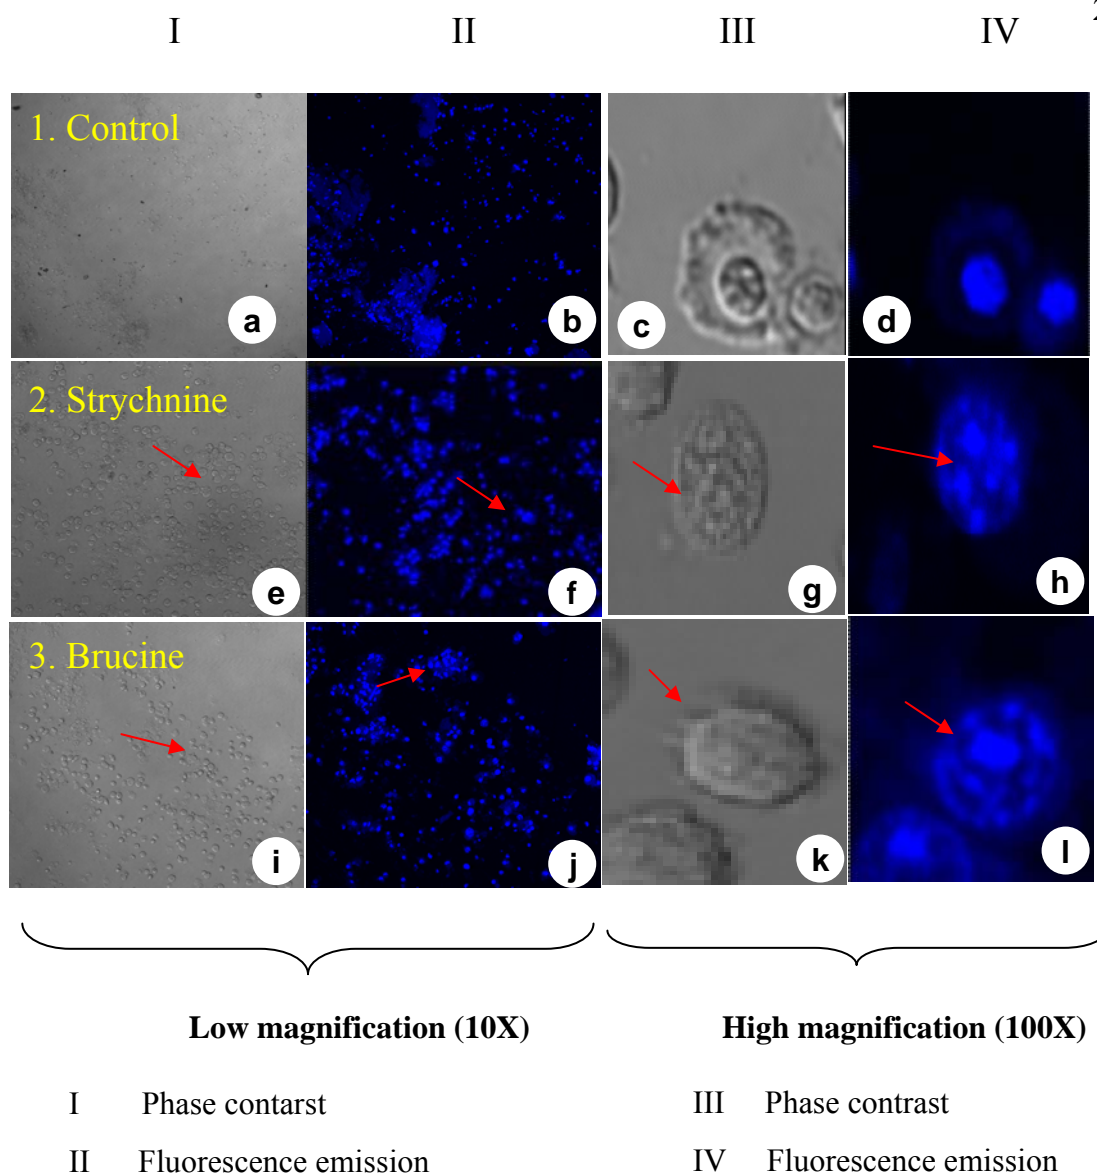 I II III IV
1. Control
a b c d
2. Strychnine
e f g h
3. Brucine
i j k l
Low magnification (10X) High magnification (100X)
I Phase contarst III Phase contrast
II Fluorescence emission IV Fluorescence emission